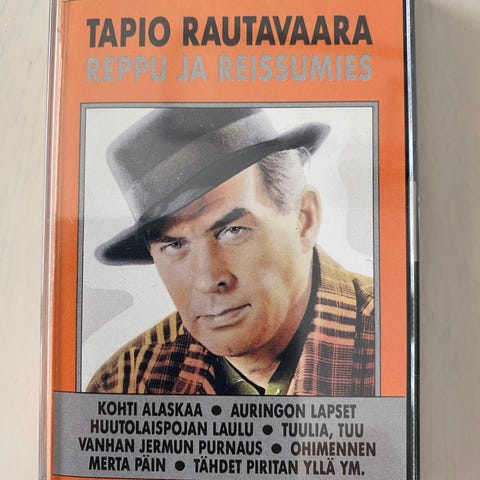 TAPIO RAUTAVAARA
REPPU JA REISSUMIES
KOHTI ALASKAA • AURINGON LAPSET
HUUTOLAISPOJAN LAULU • TUULIA, TUU
VANHAN JERMUN PURNAUS • OHIMENNEN
MERTA PÄIN • TÄHDET PIRITAN YLLÄ YM.